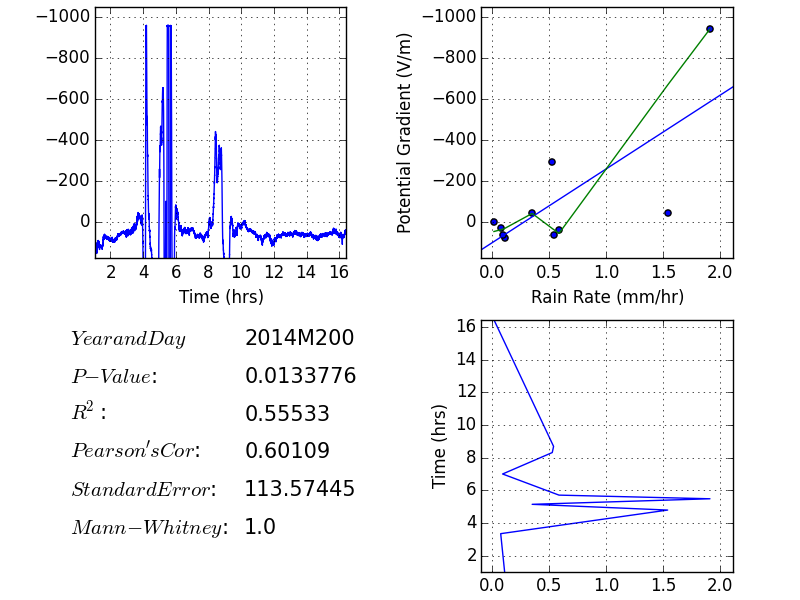 −1000
−800
−600
−400
−200
0
2 4 6 8 10 12 14 16
Time (hrs)
Potential Gradient (V/m)
−1000
−800
−600
−400
−200
0
0.0 0.5 1.0 1.5 2.0
Rain Rate (mm/hr)
YearandDay 2014M200
P−Value: 0.0133776
R²: 0.55533
Pearson'sCor: 0.60109
StandardError: 113.57445
Mann−Whitney: 1.0
Time (hrs)
16
14
12
10
8
6
4
2
0.0 0.5 1.0 1.5 2.0